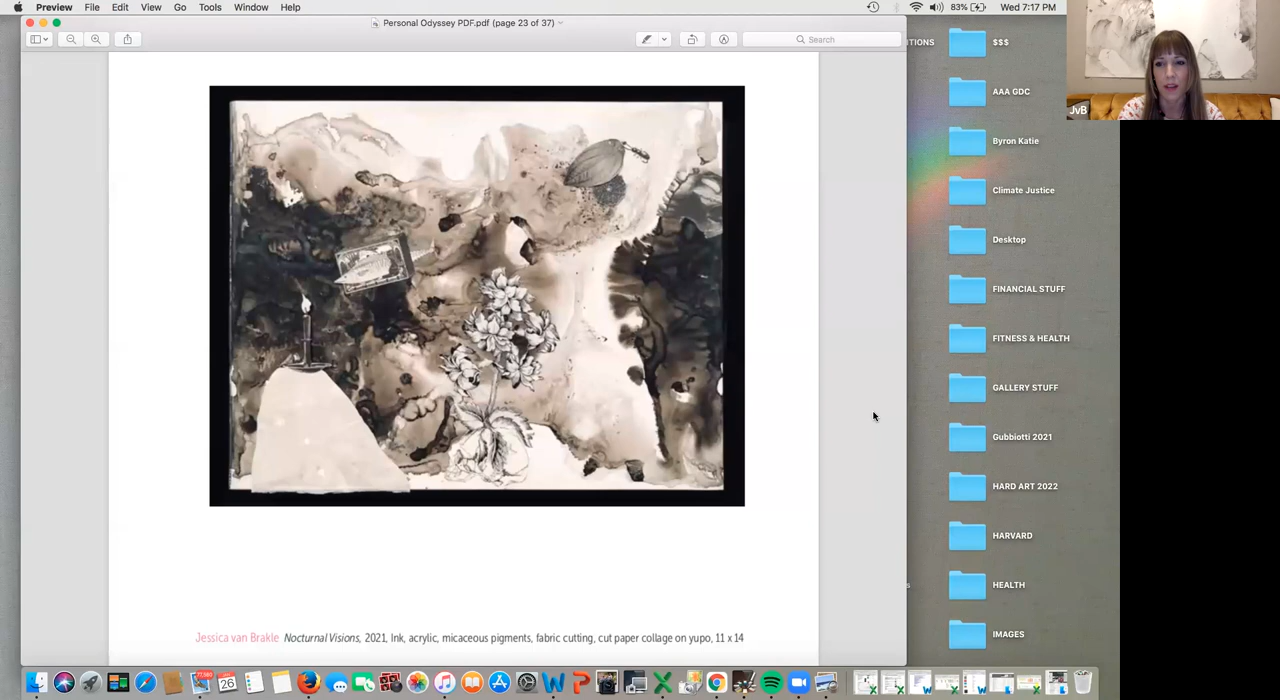 Preview File Edit View Go Tools Window Help
83% Wed 7:17 PM
Personal Odyssey PDF.pdf (page 23 of 37)
Search
Jessica van Brakle Nocturnal Visions, 2021, Ink, acrylic, micaceous pigments, fabric cutting, cut paper collage on yupo, 11 x 14
JvB
ITIONS
$$$
AAA GDC
Byron Katie
Climate Justice
Desktop
FINANCIAL STUFF
FITNESS & HEALTH
GALLERY STUFF
Gubbiotti 2021
HARD ART 2022
HARVARD
HEALTH
IMAGES
26